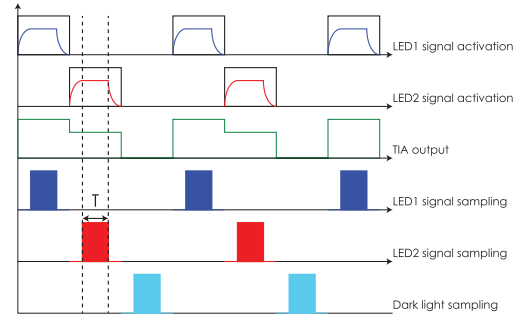 LED1 signal activation
LED2 signal activation
TIA output
LED1 signal sampling
T
LED2 signal sampling
Dark light sampling